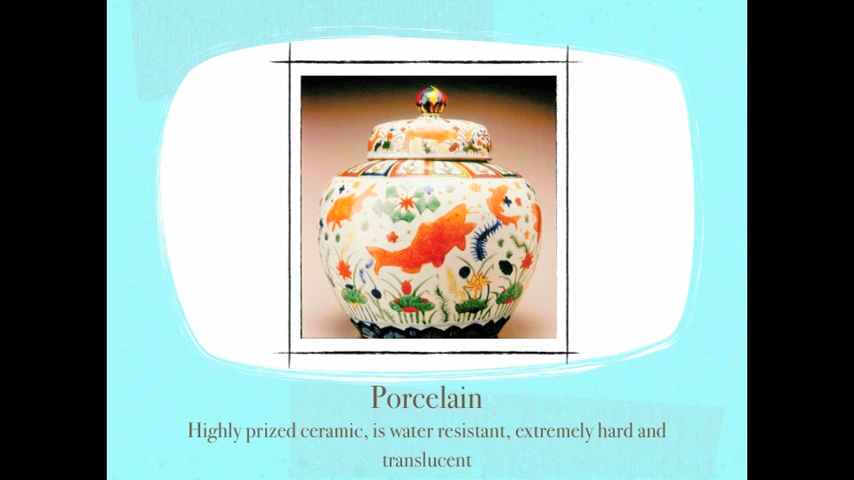 Porcelain
Highly prized ceramic, is water resistant, extremely hard and
translucent